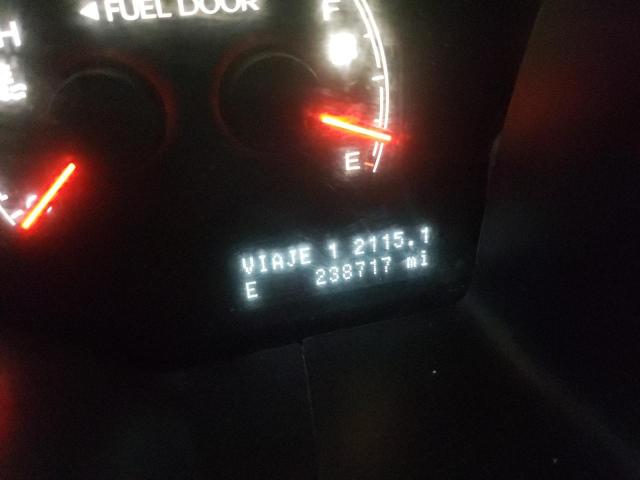 ◄FUEL DOOR
F
H
E
VIAJE 1 2115.1
E 238717 mi